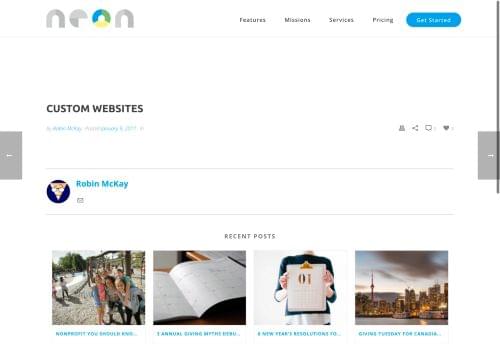 neon
Features Missions Services Pricing Get Started
CUSTOM WEBSITES
by Robin McKay Posted January 5, 2017 In
0 0
Robin McKay
RECENT POSTS
01
NONPROFIT YOU SHOULD KNO... 3 ANNUAL GIVING MYTHS DEBU... 6 NEW YEAR'S RESOLUTIONS FO... GIVING TUESDAY FOR CANADIA...